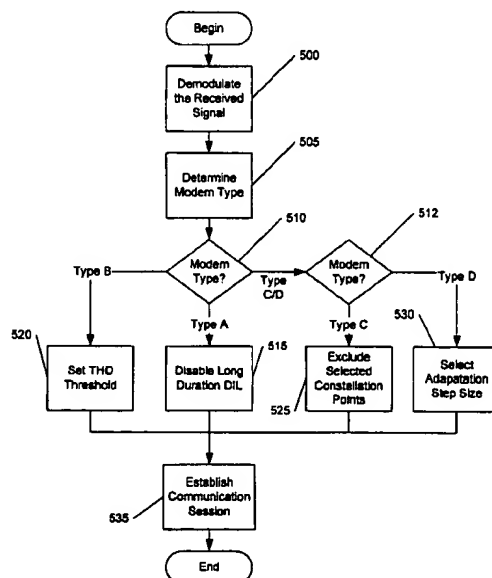 Begin
500
Demodulate
the Received
Signal
505
Determine
Modem Type
510
512
Modem
Type?
Modem
Type?
Type B
Type
C/D
Type D
Type A
Type C
520
Set THD
Threshold
515
Disable Long
Duration DIL
Exclude
Selected
Constellation
Points
525
530
Select
Adapatation
Step Size
Establish
Communication
Session
535
End